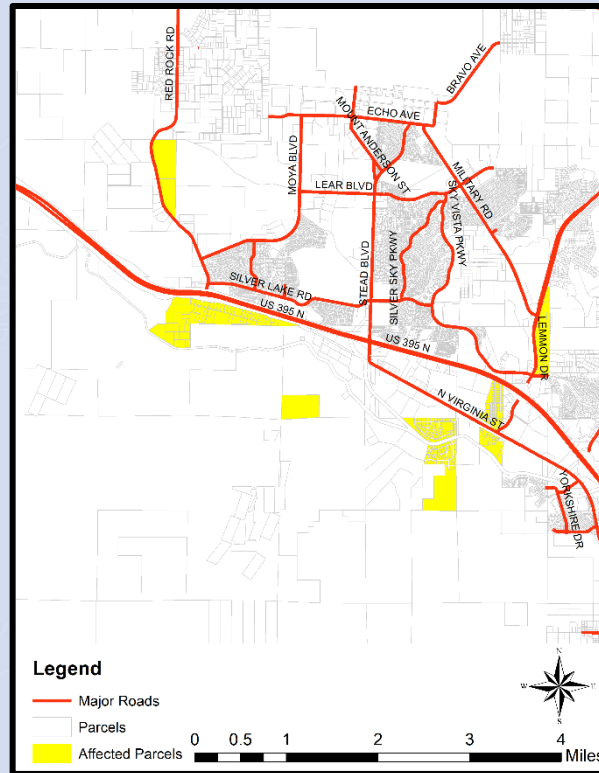 RED ROCK RD
BRAVO AVE
ECHO AVE
MOUNT ANDERSON ST
MOYA BLVD
MILITARY RD
LEAR BLVD
SKY VISTA PKWY
STEAD BLVD
SILVER SKY PKWY
SILVER LAKE RD
US 395 N
US 395 N
LEMMON DR
N VIRGINIA ST
YORKSHIRE DR
Legend
Major Roads
Parcels
Affected Parcels
N
W E
S
0 0.5 1 2 3 4
Miles